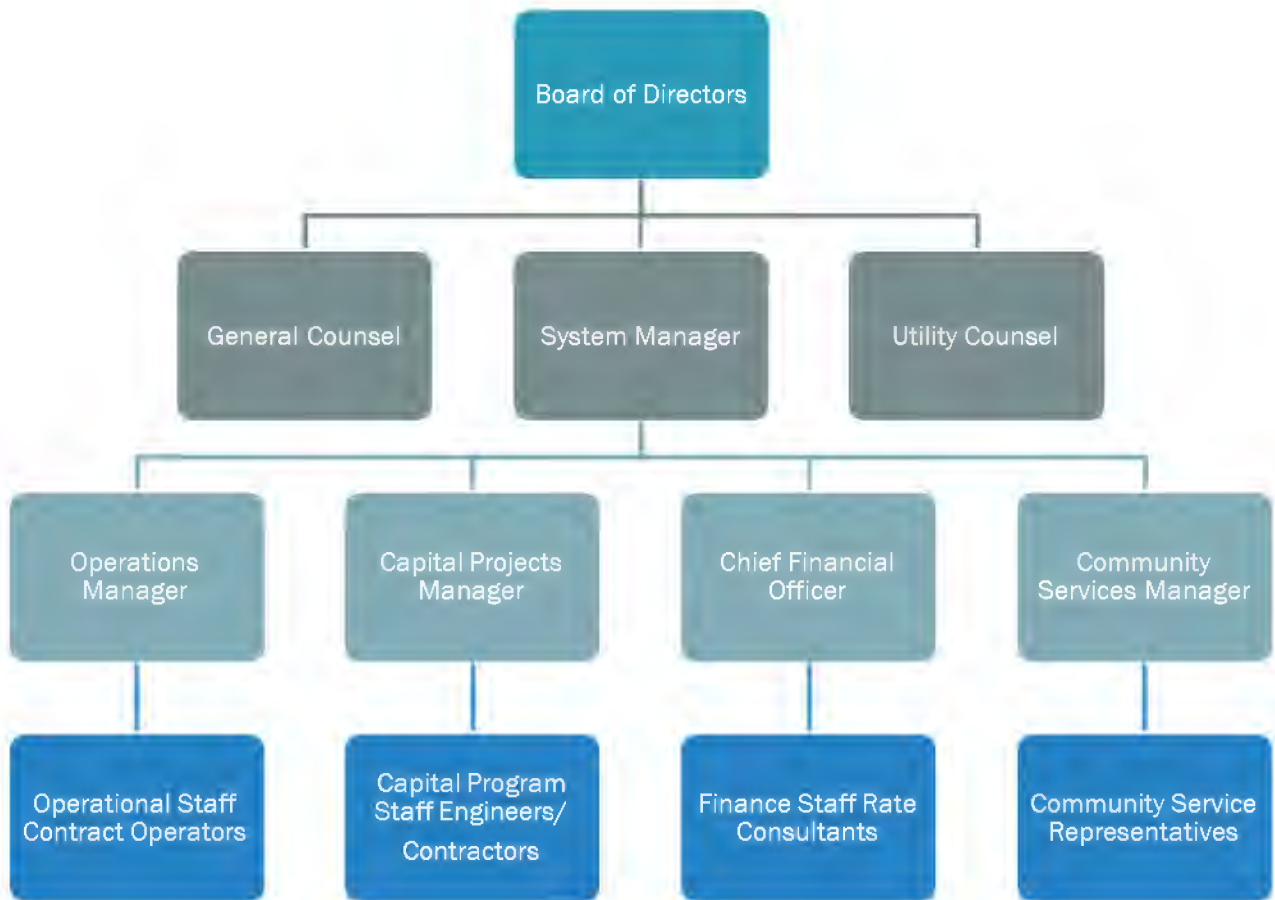 Board of Directors
General Counsel
System Manager
Utility Counsel
Operations
Manager
Capital Projects
Manager
Chief Financial
Officer
Community
Services Manager
Operational Staff
Contract Operators
Capital Program
Staff Engineers/
Contractors
Finance Staff Rate
Consultants
Community Service
Representatives